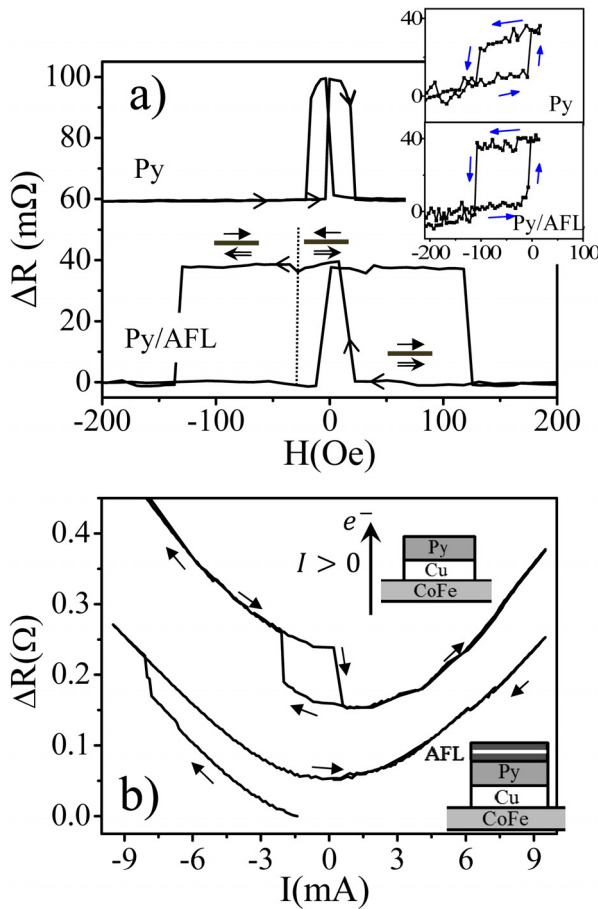 a)
100
80
60
40
20
0
ΔR (mΩ)
Py
Py/AFL
-200
-100
0
100
200
H(Oe)
40
0
Py
40
0
Py/AFL
-200
-100
0
100
b)
0.4
0.3
0.2
0.1
0.0
ΔR(Ω)
e⁻
I > 0
Py
Cu
CoFe
AFL
Py
Cu
CoFe
-9
-6
-3
0
3
6
9
I(mA)